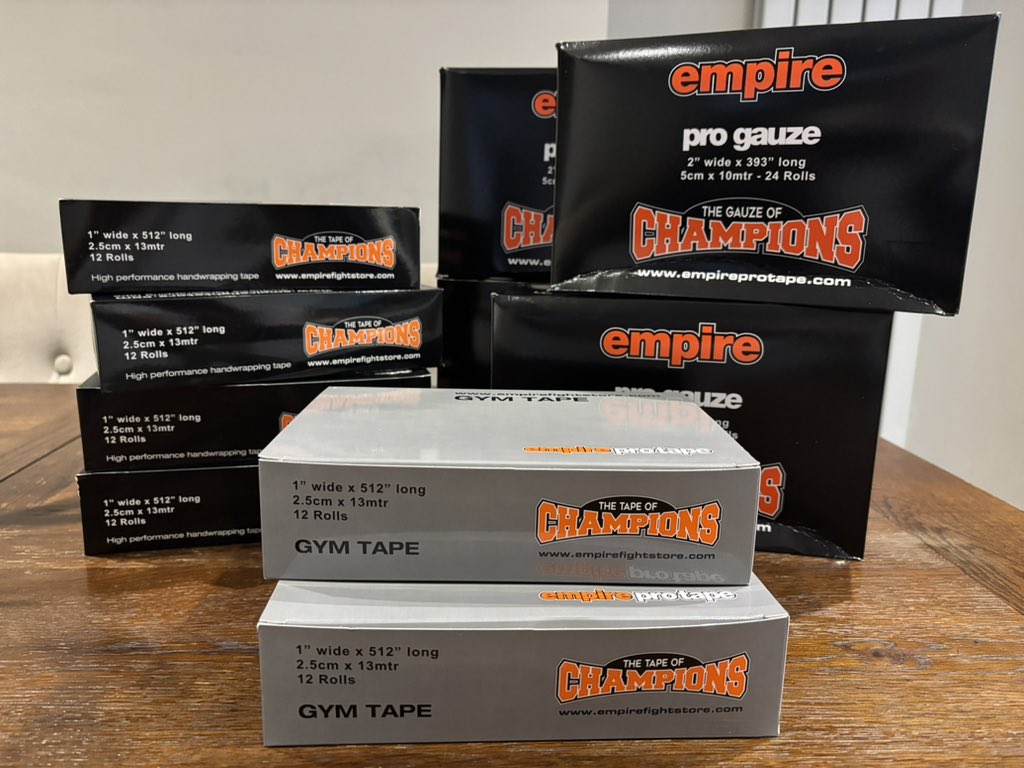 1” wide x 512” long
2.5cm x 13mtr
12 Rolls
High performance handwrapping tape
THE TAPE OF
CHAMPIONS
www.empirefightstore.com
1” wide x 512” long
2.5cm x 13mtr
12 Rolls
High performance handwrapping tape
THE TAPE OF
CHAMPIONS
www.empirefightstore.com
1” wide x 512” long
2.5cm x 13mtr
12 Rolls
High performance handwrapping
1” wide x 512” long
2.5cm x 13mtr
12 Rolls
High performance handwrapping
empire
pro gauze
2” wide x 393” long
5cm x 10mtr - 24 Rolls
THE GAUZE OF
CHAMPIONS
www.empireprotape.com
empire
pro gauze
www.empirefightstore.com
GYM TAPE
empireprotape
1” wide x 512” long
2.5cm x 13mtr
12 Rolls
GYM TAPE
THE TAPE OF
CHAMPIONS
www.empirefightstore.com
empireprotape
1” wide x 512” long
2.5cm x 13mtr
12 Rolls
GYM TAPE
THE TAPE OF
CHAMPIONS
www.empirefightstore.com